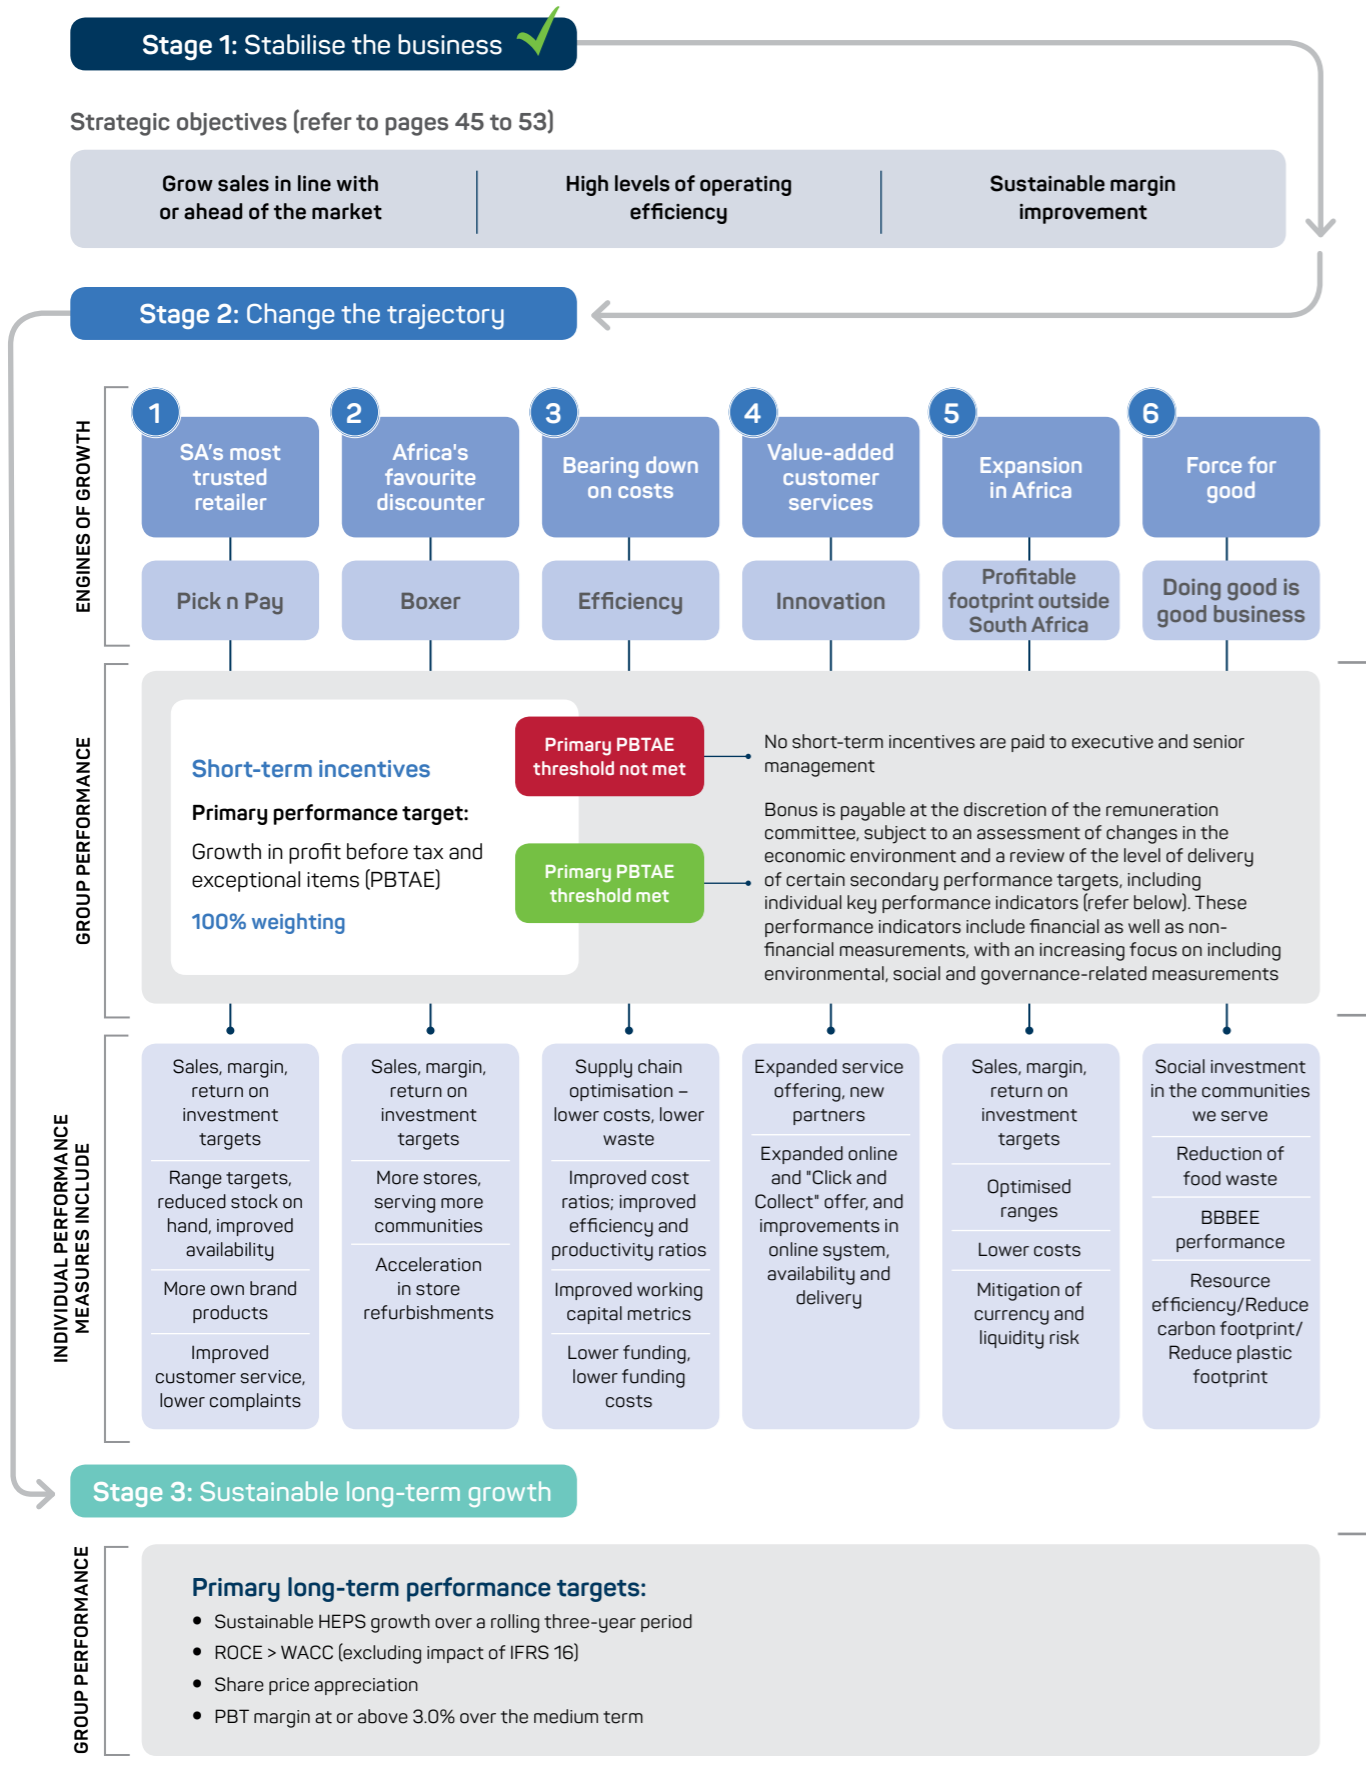 Stage 1: Stabilise the business
Strategic objectives (refer to pages 45 to 53)
Grow sales in line with
or ahead of the market
High levels of operating
efficiency
Sustainable margin
improvement
Stage 2: Change the trajectory
ENGINES OF GROWTH
1
SA's most
trusted
retailer
Pick n Pay
2
Africa's
favourite
discounter
Boxer
3
Bearing down
on costs
Efficiency
4
Value-added
customer
services
Innovation
5
Expansion
in Africa
Profitable
footprint outside
South Africa
6
Force for
good
Doing good is
good business
GROUP PERFORMANCE
Short-term incentives
Primary performance target:
Growth in profit before tax and
exceptional items (PBTAE)
100% weighting
Primary PBTAE
threshold not met
No short-term incentives are paid to executive and senior
management
Primary PBTAE
threshold met
Bonus is payable at the discretion of the remuneration
committee, subject to an assessment of changes in the
economic environment and a review of the level of delivery
of certain secondary performance targets, including
individual key performance indicators (refer below). These
performance indicators include financial as well as non-
financial measurements, with an increasing focus on including
environmental, social and governance-related measurements
INDIVIDUAL PERFORMANCE
MEASURES INCLUDE
Sales, margin,
return on
investment
targets
Range targets,
reduced stock on
hand, improved
availability
More own brand
products
Improved
customer service,
lower complaints
Sales, margin,
return on
investment
targets
More stores,
serving more
communities
Acceleration
in store
refurbishments
Supply chain
optimisation –
lower costs, lower
waste
Improved cost
ratios; improved
efficiency and
productivity ratios
Improved working
capital metrics
Lower funding,
lower funding
costs
Expanded service
offering, new
partners
Expanded online
and "Click and
Collect" offer, and
improvements in
online system,
availability and
delivery
Sales, margin,
return on
investment
targets
Optimised
ranges
Lower costs
Mitigation of
currency and
liquidity risk
Social investment
in the communities
we serve
Reduction of
food waste
BBBEE
performance
Resource
efficiency/Reduce
carbon footprint/
Reduce plastic
footprint
Stage 3: Sustainable long-term growth
GROUP PERFORMANCE
Primary long-term performance targets:
• Sustainable HEPS growth over a rolling three-year period
• ROCE > WACC (excluding impact of IFRS 16)
• Share price appreciation
• PBT margin at or above 3.0% over the medium term